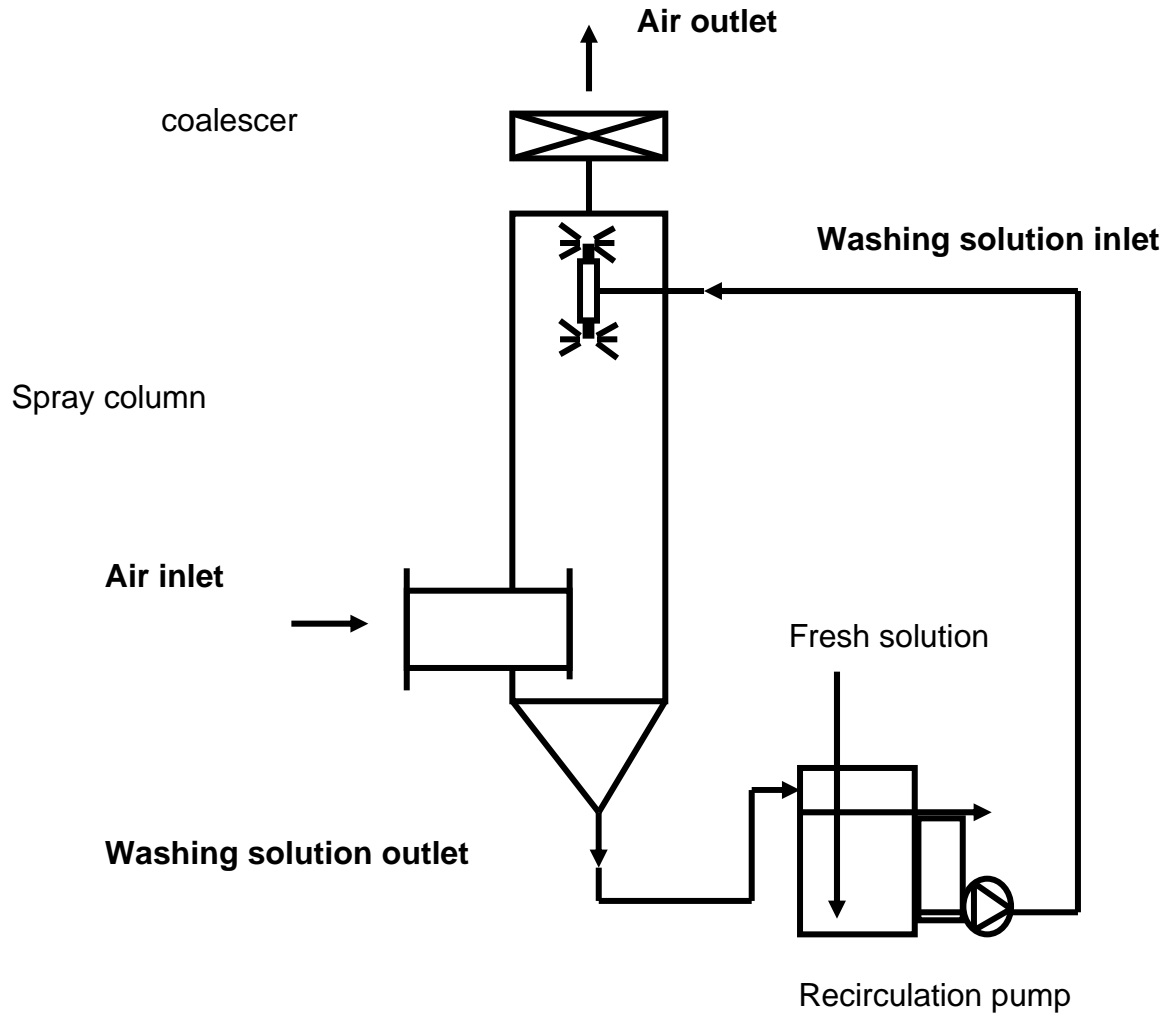 Air outlet
coalescer
Washing solution inlet
Spray column
Air inlet
Fresh solution
Washing solution outlet
Recirculation pump